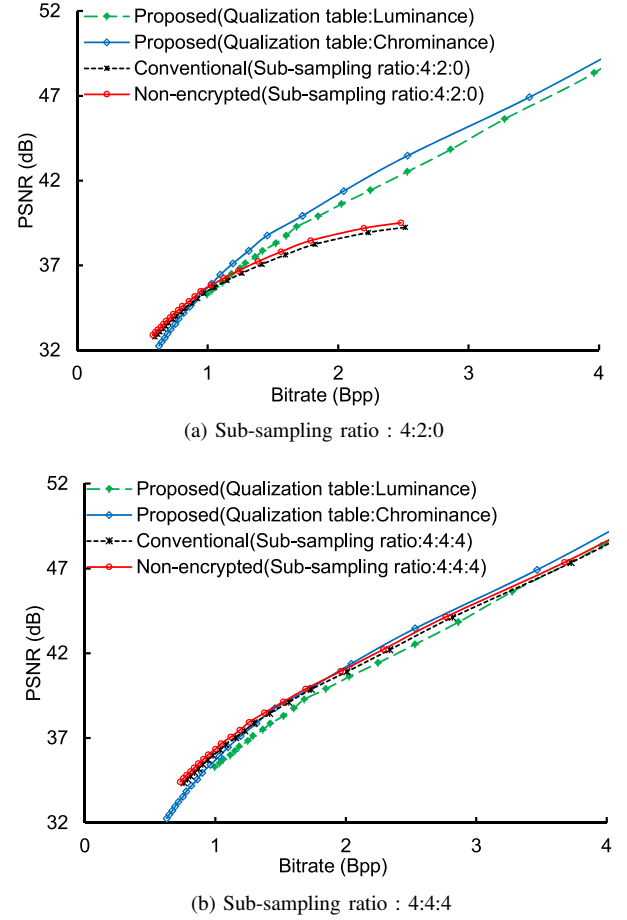 Proposed(Qualization table:Luminance)
Proposed(Qualization table:Chrominance)
Conventional(Sub-sampling ratio:4:2:0)
Non-encrypted(Sub-sampling ratio:4:2:0)
PSNR (dB)
52
47
42
37
32
0 1 2 3 4
Bitrate (Bpp)
(a) Sub-sampling ratio : 4:2:0
Proposed(Qualization table:Luminance)
Proposed(Qualization table:Chrominance)
Conventional(Sub-sampling ratio:4:4:4)
Non-encrypted(Sub-sampling ratio:4:4:4)
PSNR (dB)
52
47
42
37
32
0 1 2 3 4
Bitrate (Bpp)
(b) Sub-sampling ratio : 4:4:4